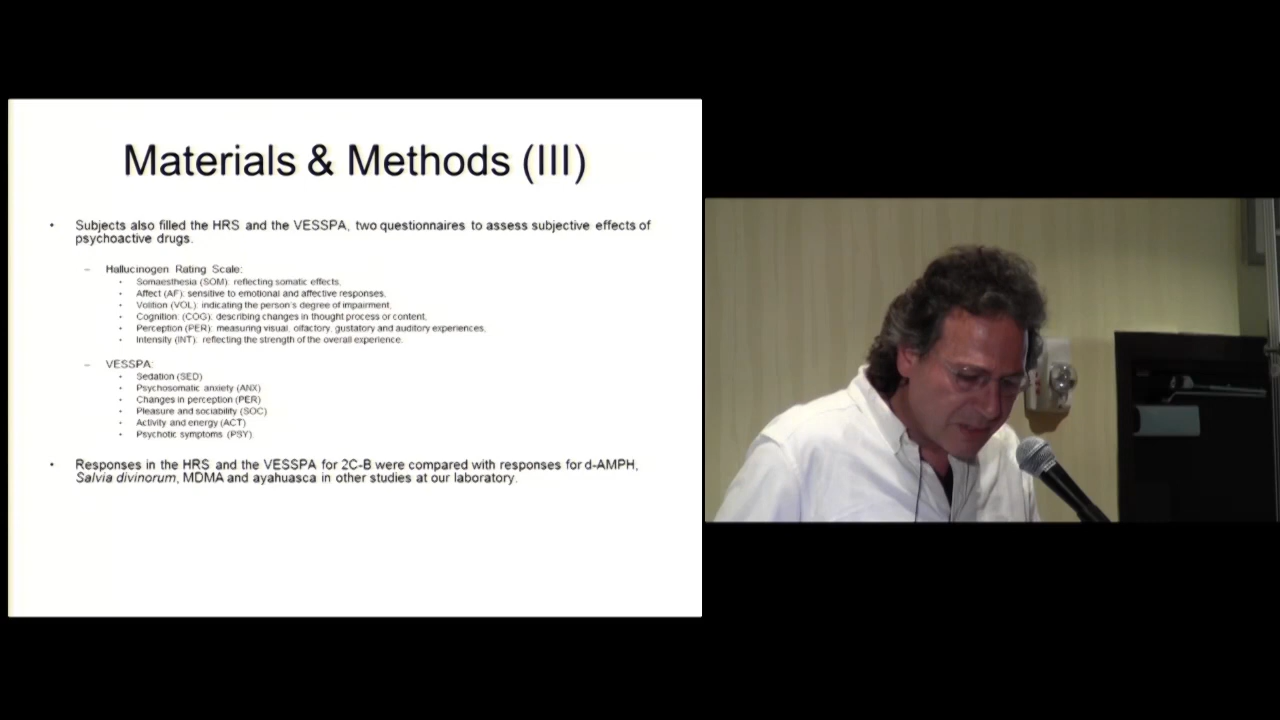 Materials & Methods (III)
• Subjects also filled the HRS and the VESSPA, two questionnaires to assess subjective effects of
psychoactive drugs.
– Hallucinogen Rating Scale:
• Somaesthesia (SOM): reflecting somatic effects,
• Affect (AF): sensitive to emotional and affective responses,
• Volition (VOL): indicating the person's degree of impairment,
• Cognition: (COG): describing changes in thought process or content,
• Perception (PER): measuring visual, olfactory, gustatory and auditory experiences,
• Intensity (INT): reflecting the strength of the overall experience.
– VESSPA:
• Sedation (SED)
• Psychosomatic anxiety (ANX)
• Changes in perception (PER)
• Pleasure and sociability (SOC)
• Activity and energy (ACT)
• Psychotic symptoms (PSY).
• Responses in the HRS and the VESSPA for 2C-B were compared with responses for d-AMPH,
Salvia divinorum, MDMA and ayahuasca in other studies at our laboratory.